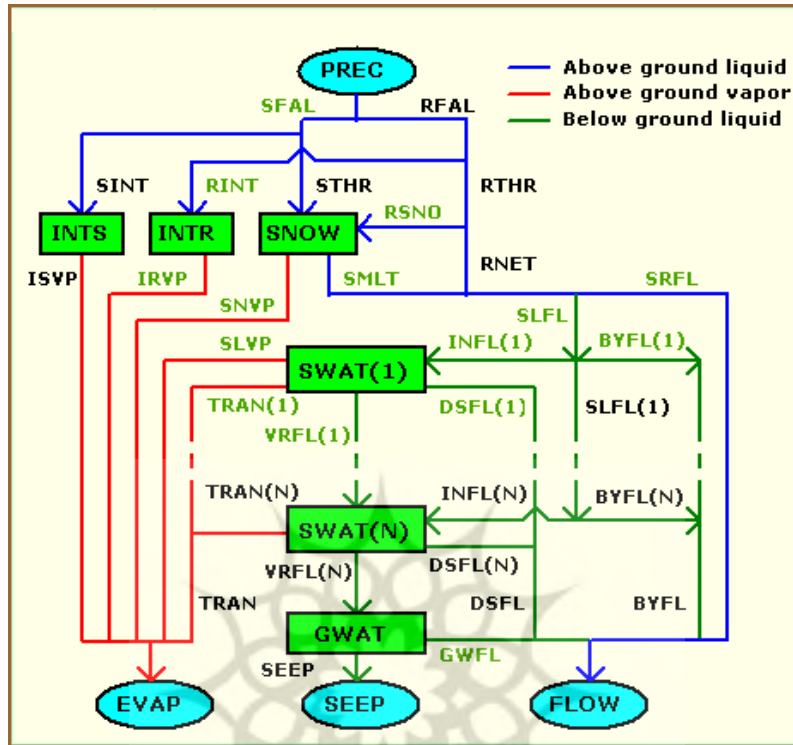 PREC
Above ground liquid
Above ground vapor
Below ground liquid
SFAL
RFAL
SINT
RINT
STHR
RTHR
RSNO
INTS
INTR
SNOW
ISVP
IRVP
SNVP
SMLT
RNET
SRFL
SLFL
SLVP
INFL(1)
BYFL(1)
SWAT(1)
TRAN(1)
DSFL(1)
SLFL(1)
VRFL(1)
TRAN(N)
INFL(N)
BYFL(N)
SWAT(N)
VRFL(N)
DSFL(N)
TRAN
DSFL
BYFL
GWAT
SEEP
GWFL
EVAP
SEEP
FLOW